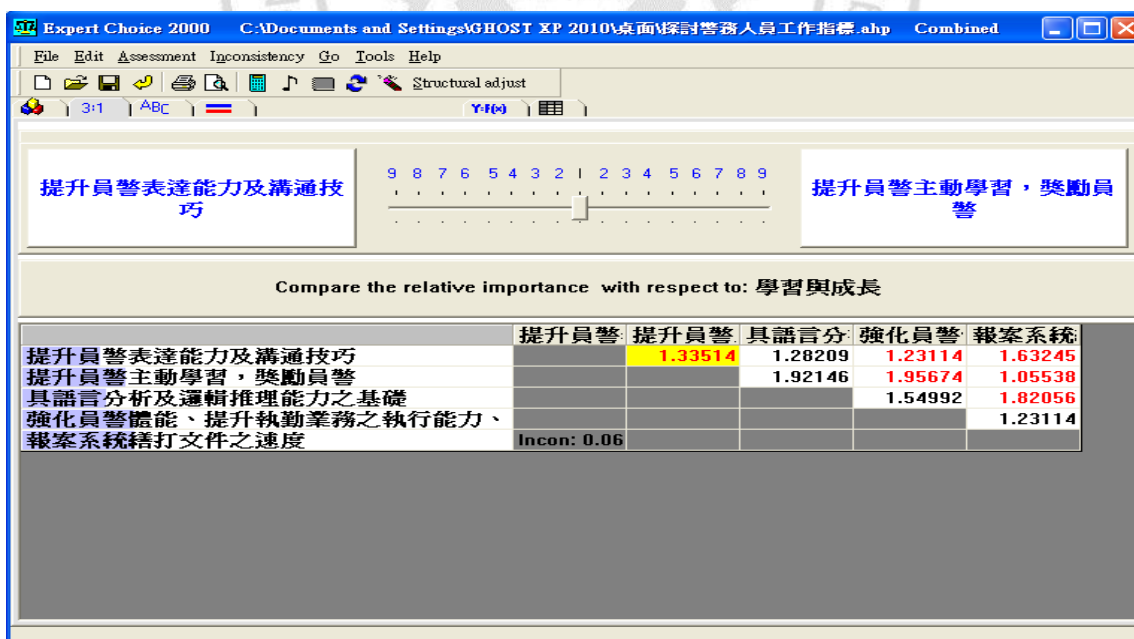 Expert Choice 2000 C:\Documents and Settings\GHOST XP 2010\桌面\探討警務人員工作指標.ahp Combined
File Edit Assessment Inconsistency Go Tools Help
Structural adjust
3:1 ABC Y=F(x)
9 8 7 6 5 4 3 2 1 2 3 4 5 6 7 8 9
提升員警表達能力及溝通技
巧
提升員警主動學習，獎勵員
警
Compare the relative importance with respect to: 學習與成長
提升員警 提升員警 具語言分 強化員警 報案系統
提升員警表達能力及溝通技巧 1.33514 1.28209 1.23114 1.63245
提升員警主動學習，獎勵員警 1.92146 1.95674 1.05538
具語言分析及邏輯推理能力之基礎 1.54992 1.82056
強化員警體能、提升執勤業務之執行能力、 1.23114
報案系統繕打文件之速度 Incon: 0.06